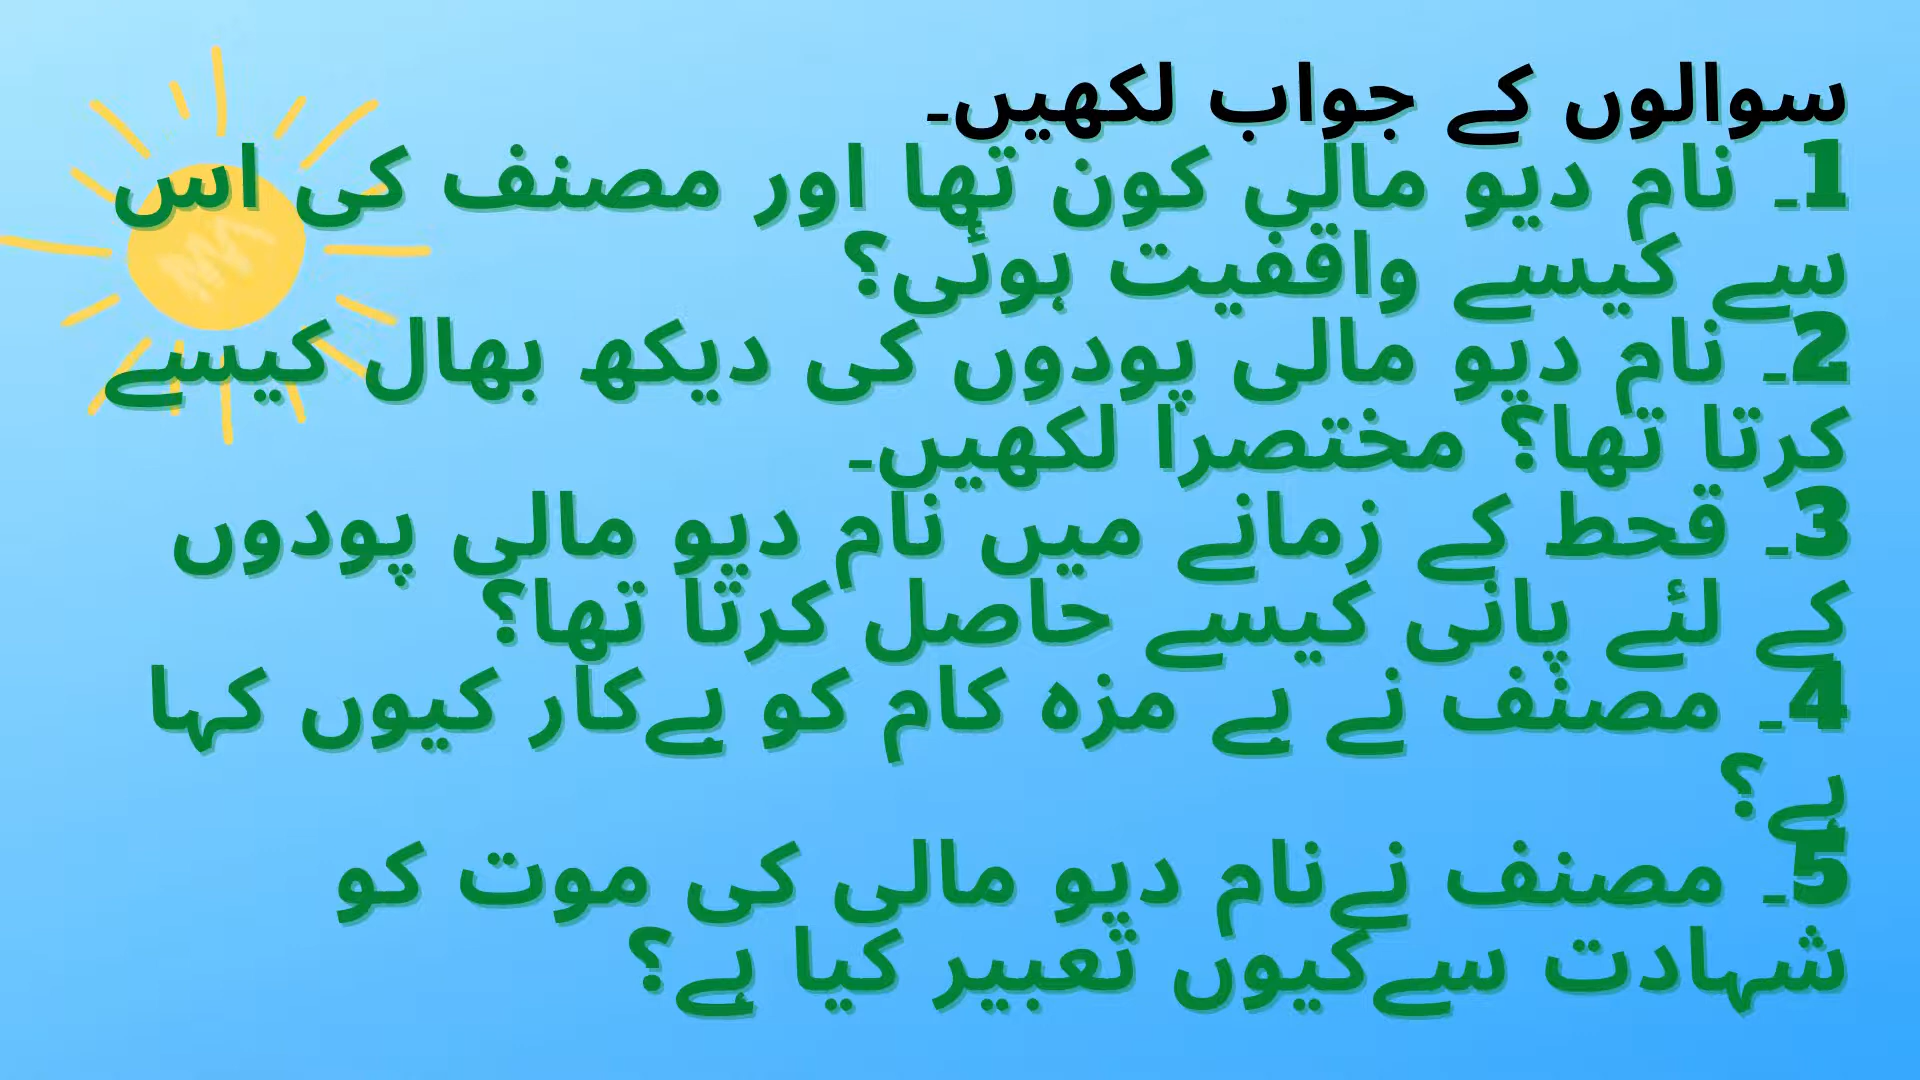 سوالوں کے جواب لکھیں۔
1۔ نام دیو مالی کون تھا اور مصنف کی اس
سے کیسے واقفیت ہوئی؟
2۔ نام دیو مالی پودوں کی دیکھ بھال کیسے
کرتا تھا؟ مختصرا لکھیں۔
3۔ قحط کے زمانے میں نام دیو مالی پودوں
کے لئے پانی کیسے حاصل کرتا تھا؟
4۔ مصنف نے بے مزہ کام کو بےکار کیوں کہا
ہے؟
5۔ مصنف نےنام دیو مالی کی موت کو
شہادت سےکیوں تعبیر کیا ہے؟